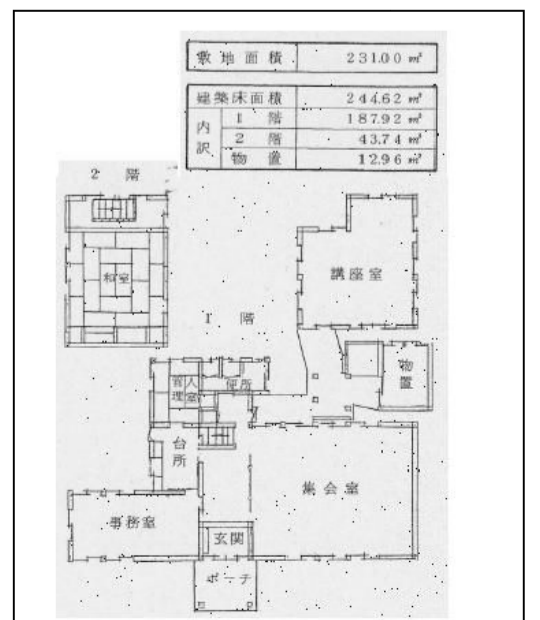 敷地面積 231.00㎡
建築床面積 244.62㎡
内訳 1階 187.92㎡
2階 43.74㎡
物置 12.96㎡
2階
和室
講座室
1階
物置
管理人室
便所
台所
集会室
事務室
玄関
ポーチ